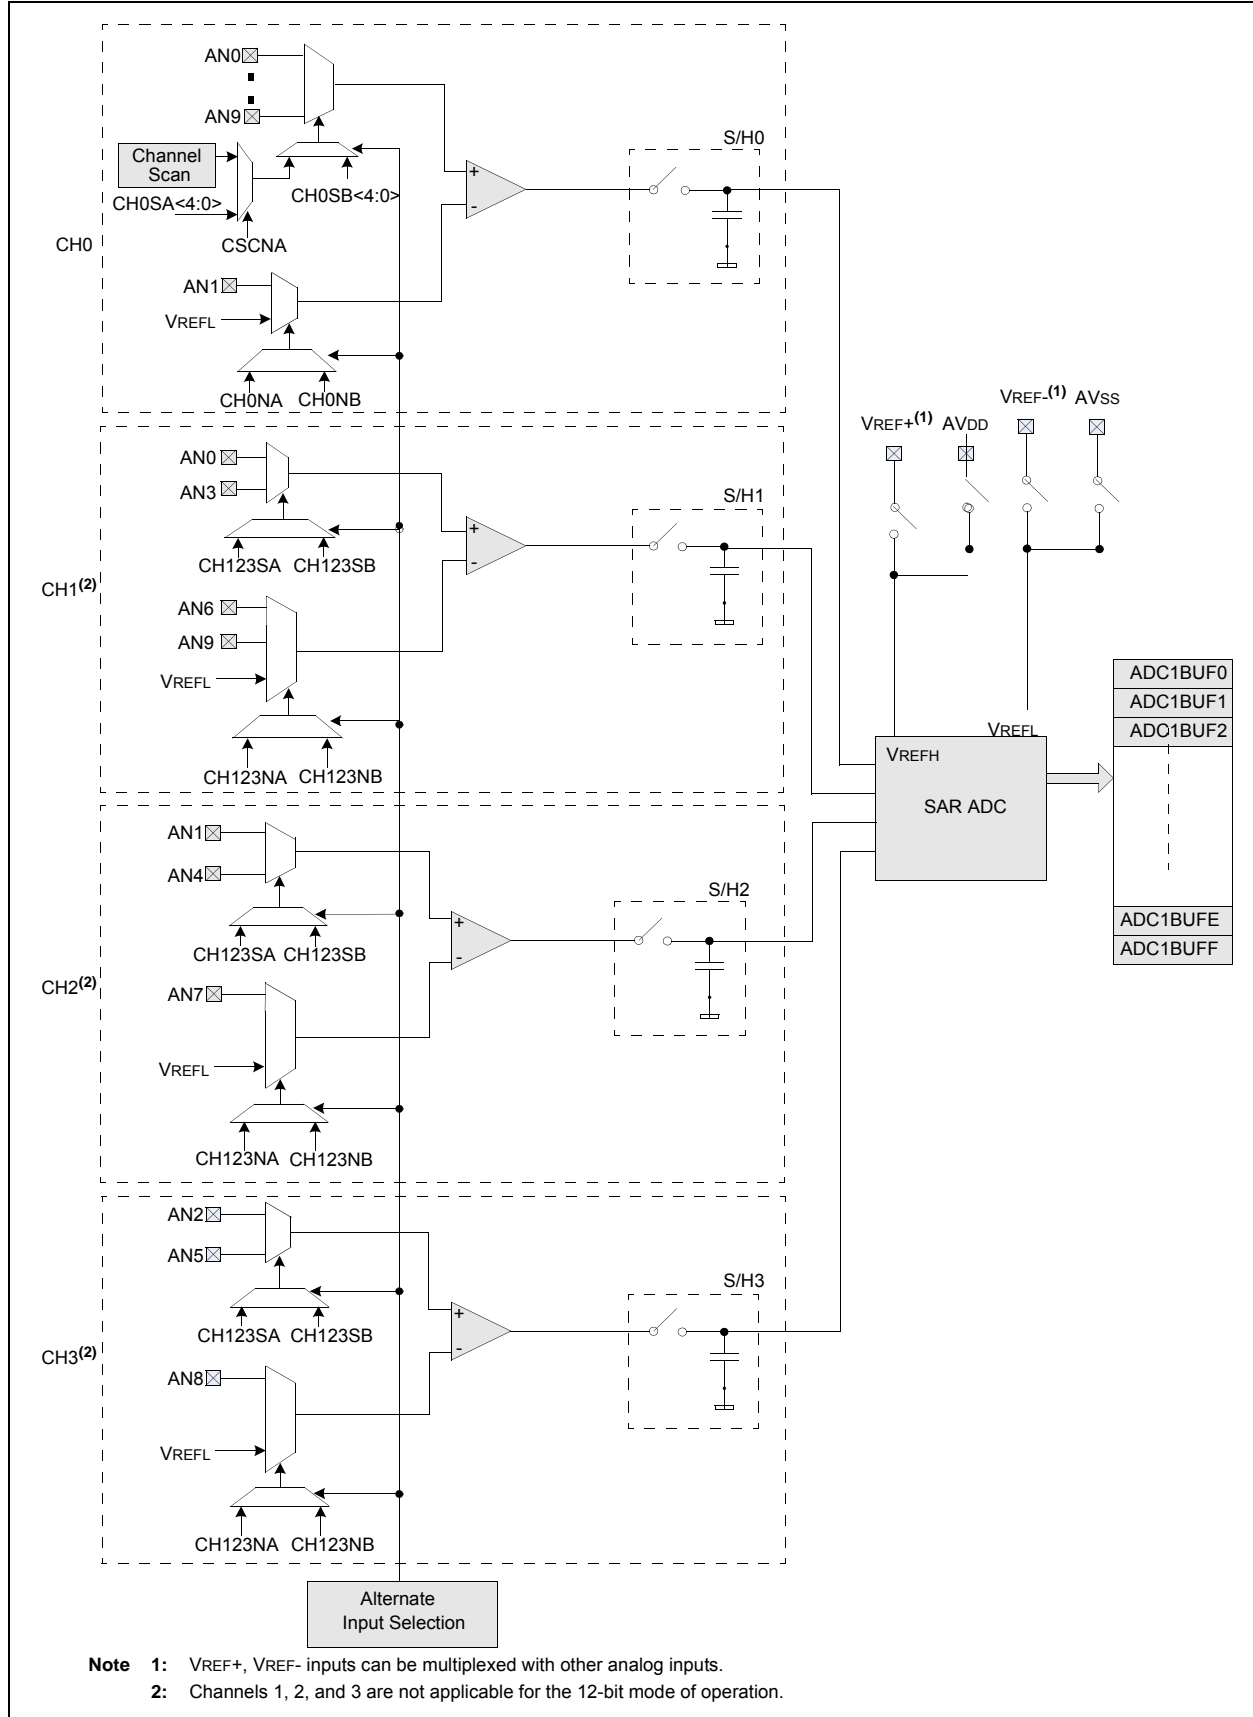 AN0
AN9
Channel
Scan
CH0SA<4:0>
CH0SB<4:0>
CSCNA
+
-
S/H0
CH0
AN1
VREFL
CH0NA CH0NB
AN0
AN3
CH123SA CH123SB
+
-
S/H1
CH1(2)
AN6
AN9
VREFL
CH123NA CH123NB
AN1
AN4
CH123SA CH123SB
+
-
S/H2
CH2(2)
AN7
VREFL
CH123NA CH123NB
AN2
AN5
CH123SA CH123SB
+
-
S/H3
CH3(2)
AN8
VREFL
CH123NA CH123NB
Alternate
Input Selection
VREF+(1) AVDD
VREF-(1) AVSS
VREFH
VREFL
SAR ADC
ADC1BUF0
ADC1BUF1
ADC1BUF2
ADC1BUFE
ADC1BUFF
Note 1: VREF+, VREF- inputs can be multiplexed with other analog inputs.
2: Channels 1, 2, and 3 are not applicable for the 12-bit mode of operation.